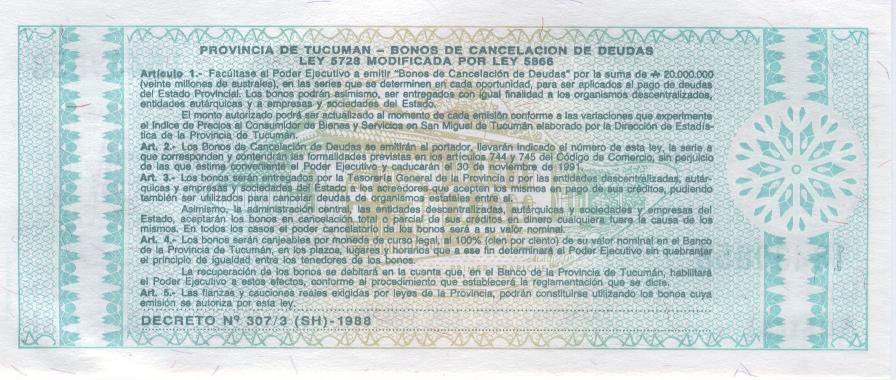 PROVINCIA DE TUCUMAN – BONOS DE CANCELACION DE DEUDAS
LEY 5728 MODIFICADA POR LEY 5866
Artículo 1.- Facúltase al Poder Ejecutivo a emitir "Bonos de Cancelación de Deudas" por la suma de ₳ 20.000.000
(veinte millones de australes), en las series que se determinen en cada oportunidad, para ser aplicados al pago de deudas
del Estado Provincial. Los bonos podrán asimismo, ser entregados con igual finalidad a los organismos descentralizados,
entidades autárquicas y a empresas y sociedades del Estado.
El monto autorizado podrá ser actualizado al momento de cada emisión conforme a las variaciones que experimente
el Indice de Precios al Consumidor de Bienes y Servicios en San Miguel de Tucumán elaborado por la Dirección de Estadís-
tica de la Provincia de Tucumán.
Art. 2.- Los Bonos de Cancelación de Deudas se emitirán al portador, llevarán indicado el número de esta ley, la serie a
que corresponden y contendrán las formalidades previstas en los artículos 744 y 745 del Código de Comercio, sin perjuicio
de las que estime conveniente el Poder Ejecutivo y caducarán el 30 de noviembre de 1991.
Art. 3.- Los bonos serán entregados por la Tesorería General de la Provincia o por las entidades descentralizadas, autár-
quicas y empresas y sociedades del Estado a los acreedores que acepten los mismos en pago de sus créditos, pudiendo
también ser utilizados para cancelar deudas de organismos estatales entre sí.
Asimismo, la administración central, las entidades descentralizadas, autárquicas y sociedades y empresas del
Estado, aceptarán los bonos en cancelación total o parcial de sus créditos en dinero cualquiera fuere la causa de los
mismos. En todos los casos el poder cancelatorio de los bonos será a su valor nominal.
Art. 4.- Los bonos serán canjeables por moneda de curso legal, al 100% (cien por ciento) de su valor nominal en el Banco
de la Provincia de Tucumán, en los plazos, lugares y horarios que a ese fin determinará el Poder Ejecutivo sin quebrantar
el principio de igualdad entre los tenedores de los bonos.
La recuperación de los bonos se debitará en la cuenta que, en el Banco de la Provincia de Tucumán, habilitará
el Poder Ejecutivo a estos efectos, conforme al procedimiento que establecerá la reglamentación que se dicte.
Art. 5.- Las fianzas y cauciones reales exigidas por leyes de la Provincia, podrán constituirse utilizando los bonos cuya
emisión se autoriza por esta ley.
DECRETO Nº 307/3 (SH)-1988